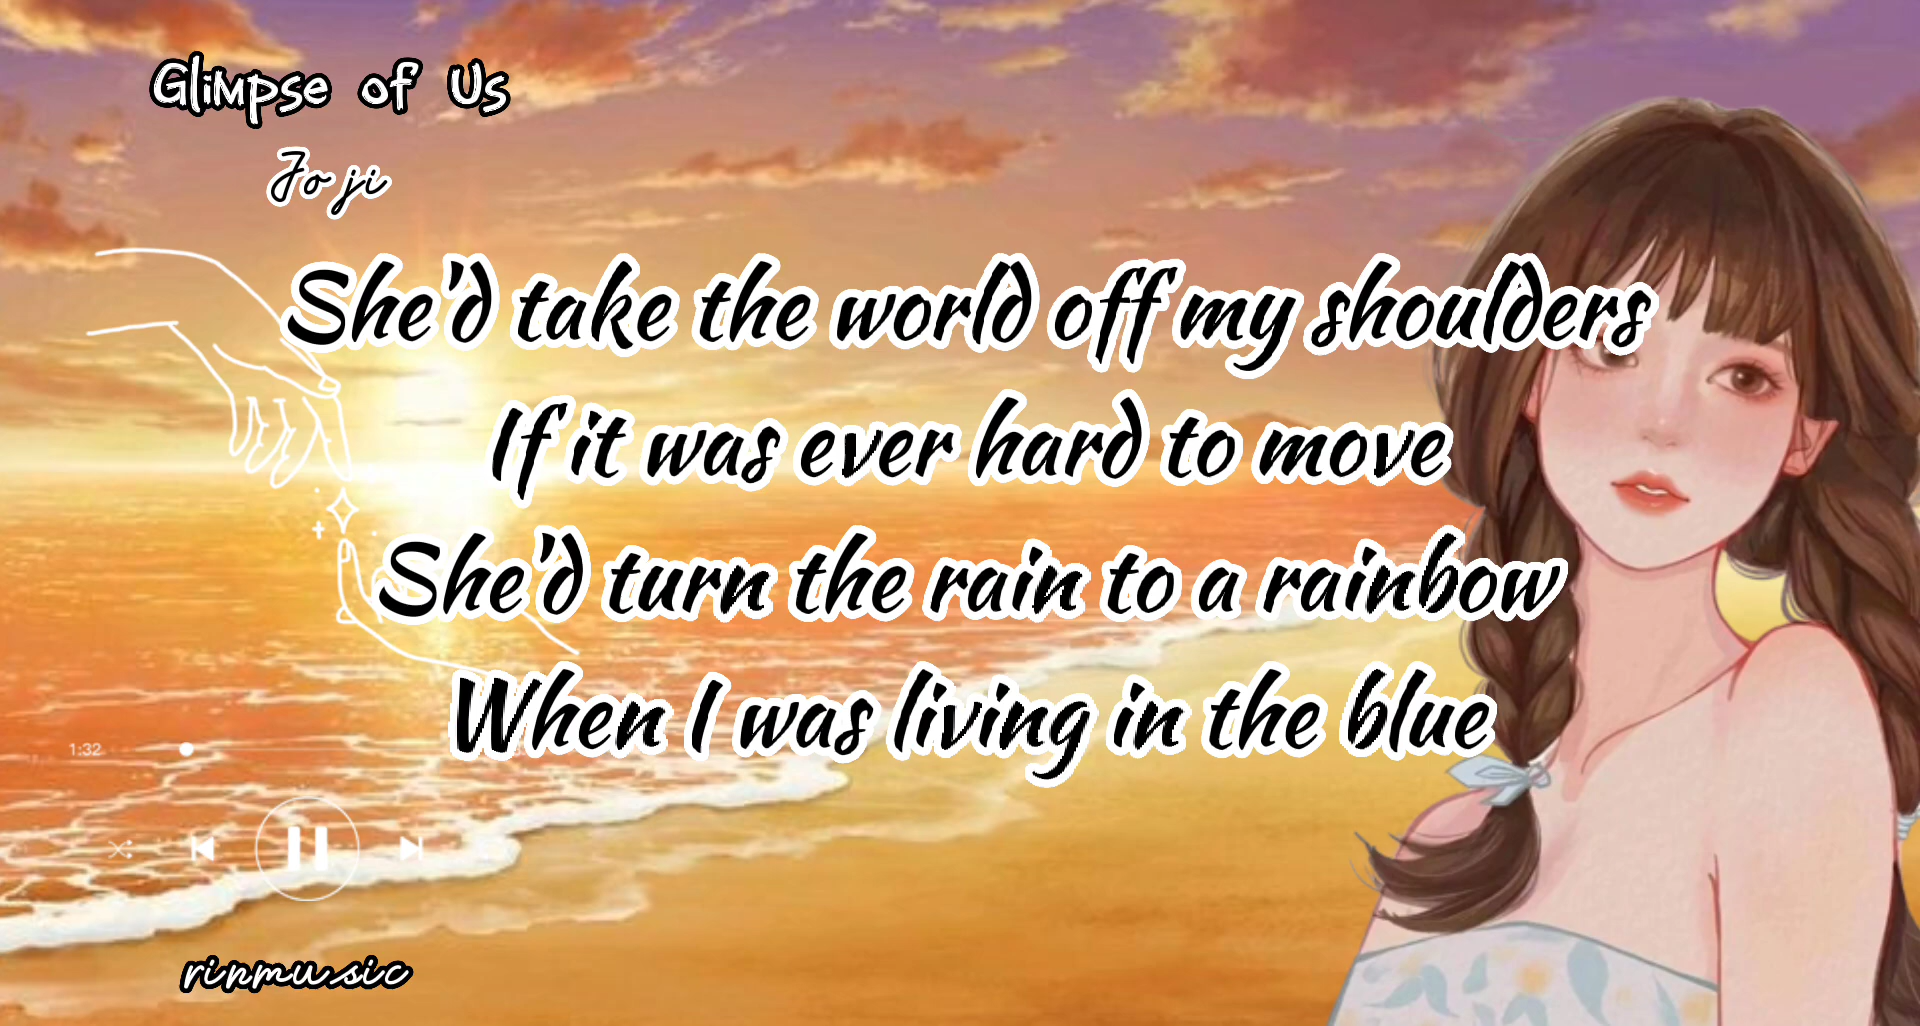 Glimpse of Us
Joji
She'd take the world off my shoulders
If it was ever hard to move
She'd turn the rain to a rainbow
When I was living in the blue
1:32
rinmusic